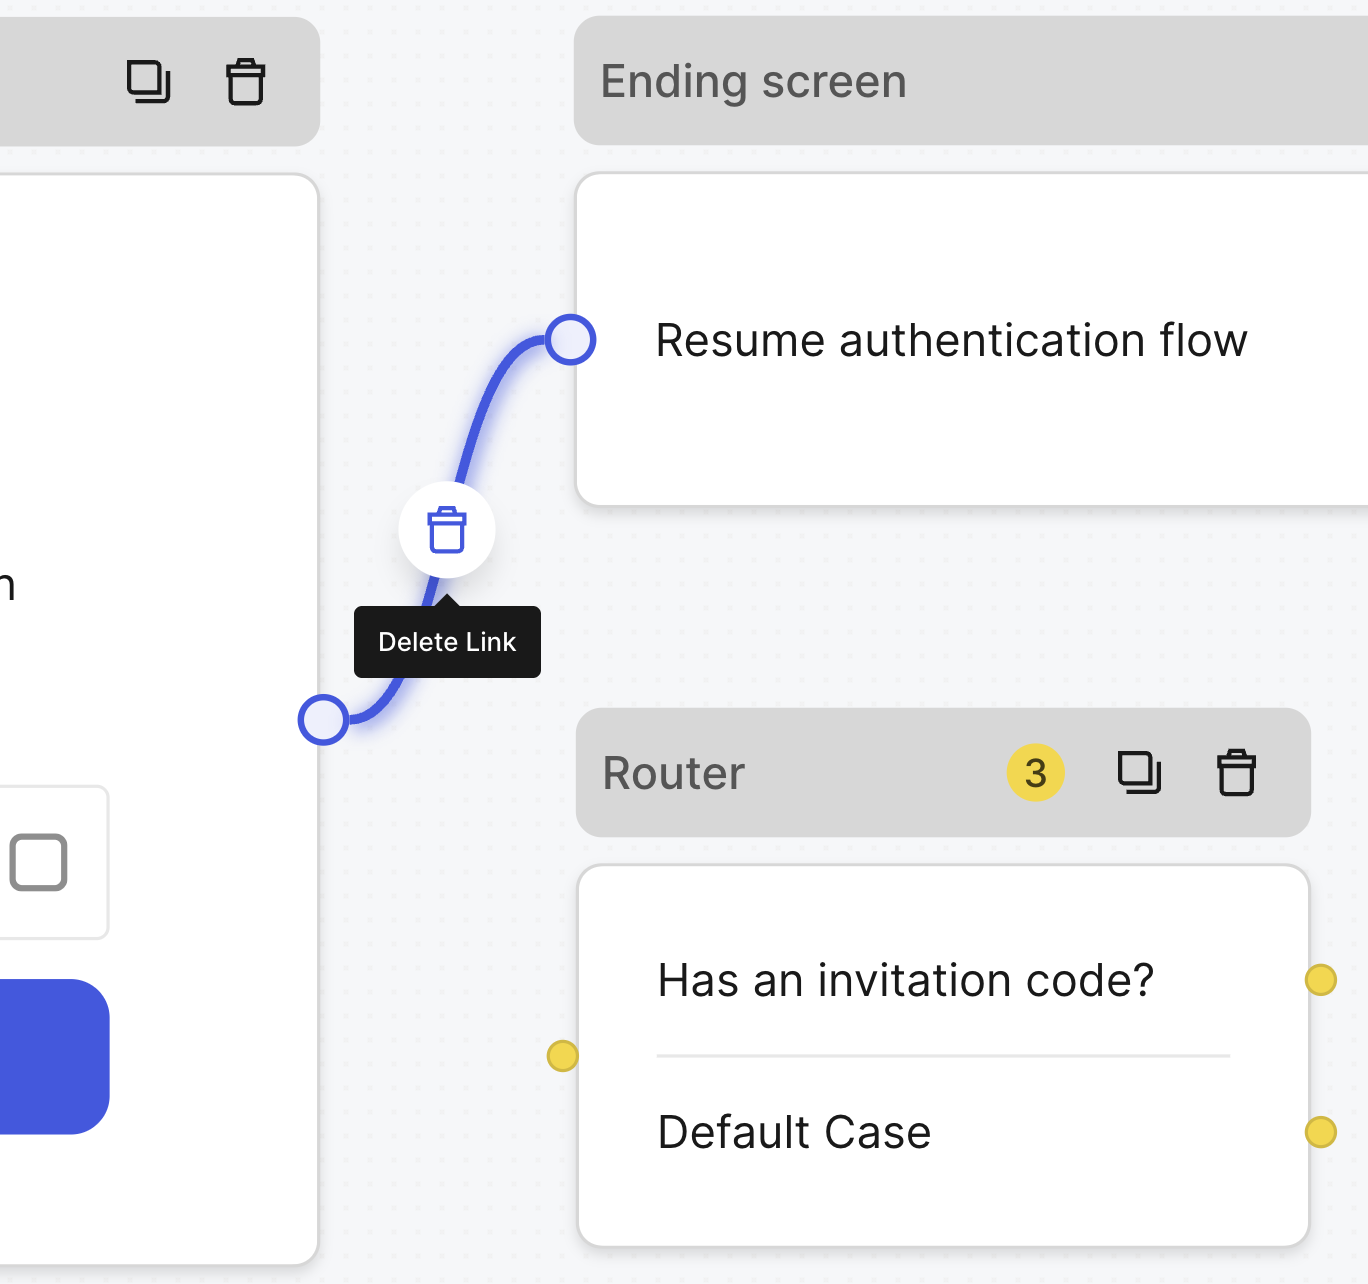 Ending screen
Resume authentication flow
Delete Link
Router
3
Has an invitation code?
Default Case